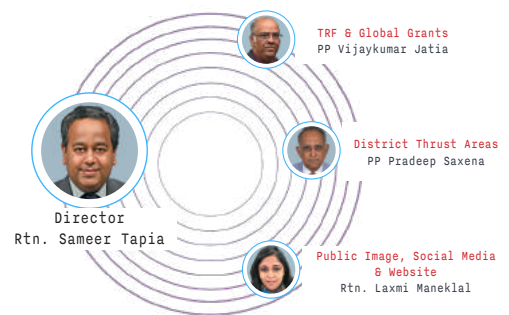 TRF & Global Grants
PP Vijaykumar Jatia
District Thrust Areas
PP Pradeep Saxena
Director
Rtn. Sameer Tapia
Public Image, Social Media
& Website
Rtn. Laxmi Maneklal